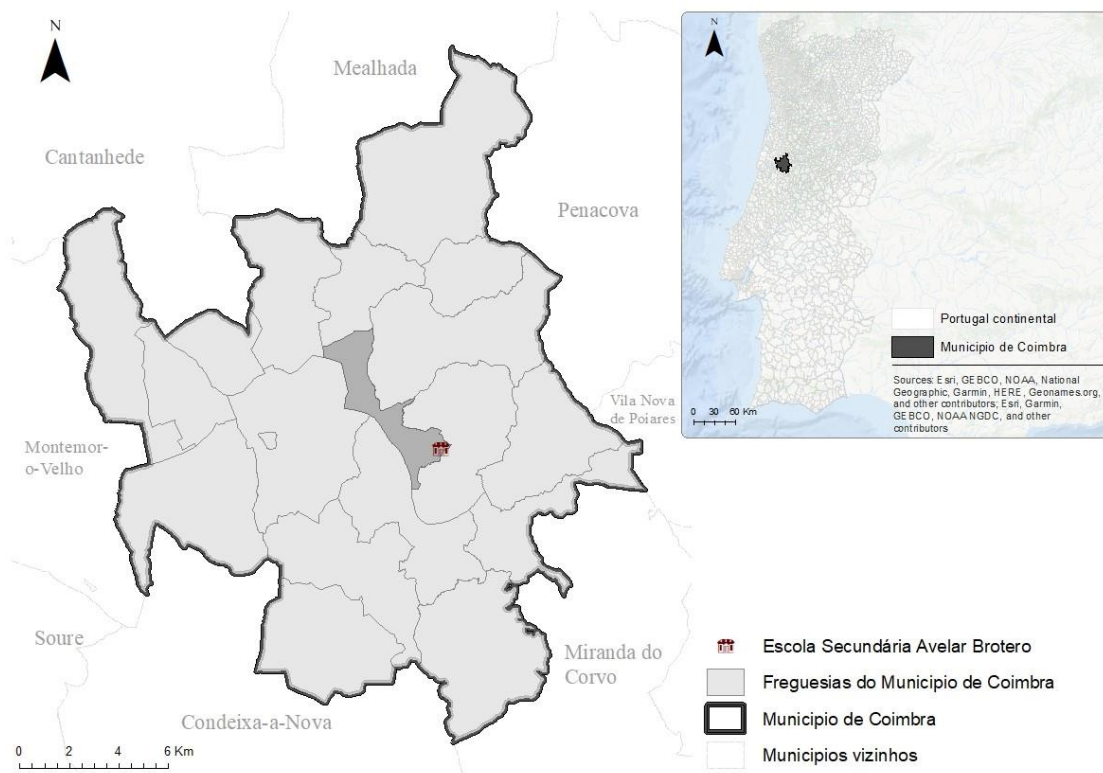 N
Mealhada
Cantanhede
Penacova
Vila Nova
de Poiares
Montemor-
o-Velho
Soure
Miranda do
Corvo
Condeixa-a-Nova
0 2 4 6 Km
N
Portugal continental
Municipio de Coimbra
Sources: Esri, GEBCO, NOAA, National
Geographic, Garmin, HERE, Geonames.org,
and other contributors; Esri, Garmin,
GEBCO, NOAA NGDC, and other
contributors
0 30 60 Km
Escola Secundária Avelar Brotero
Freguesias do Municipio de Coimbra
Municipio de Coimbra
Municipios vizinhos